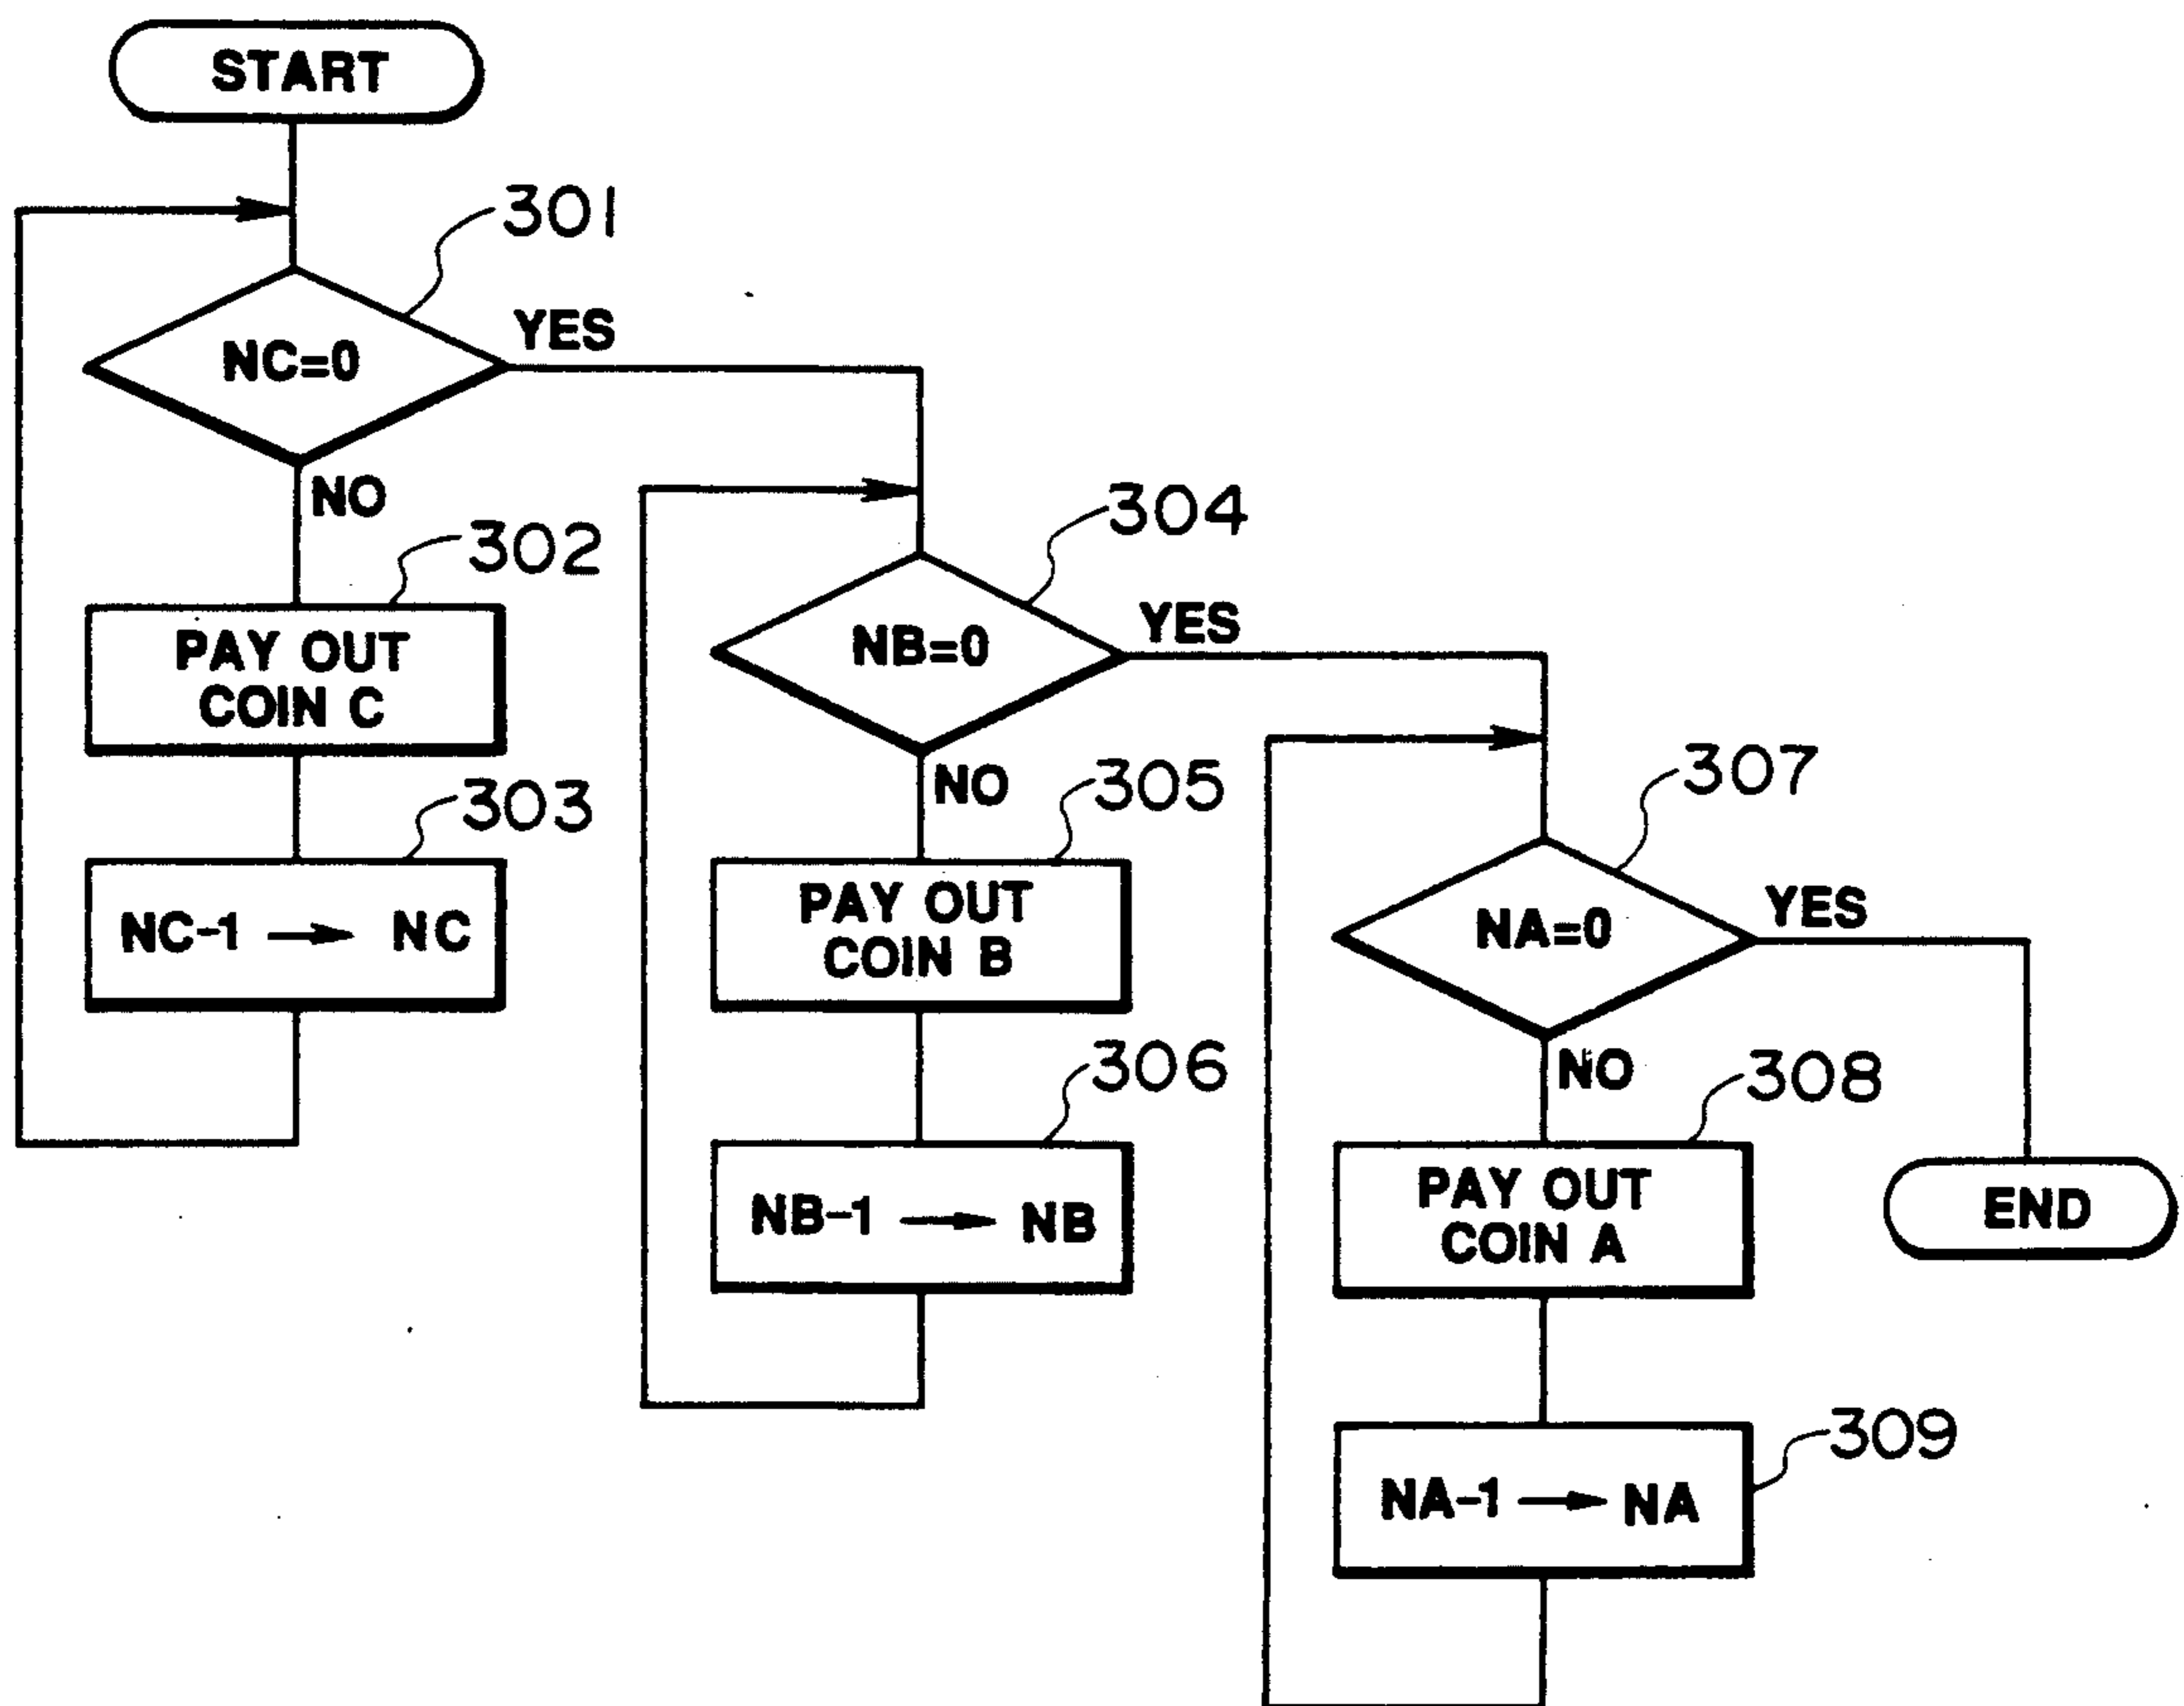 START
301
NC=0
YES
NO
302
PAY OUT
COIN C
303
NC-1 → NC
304
NB=0
YES
NO
305
PAY OUT
COIN B
306
NB-1 → NB
307
NA=0
YES
NO
308
PAY OUT
COIN A
309
NA-1 → NA
END